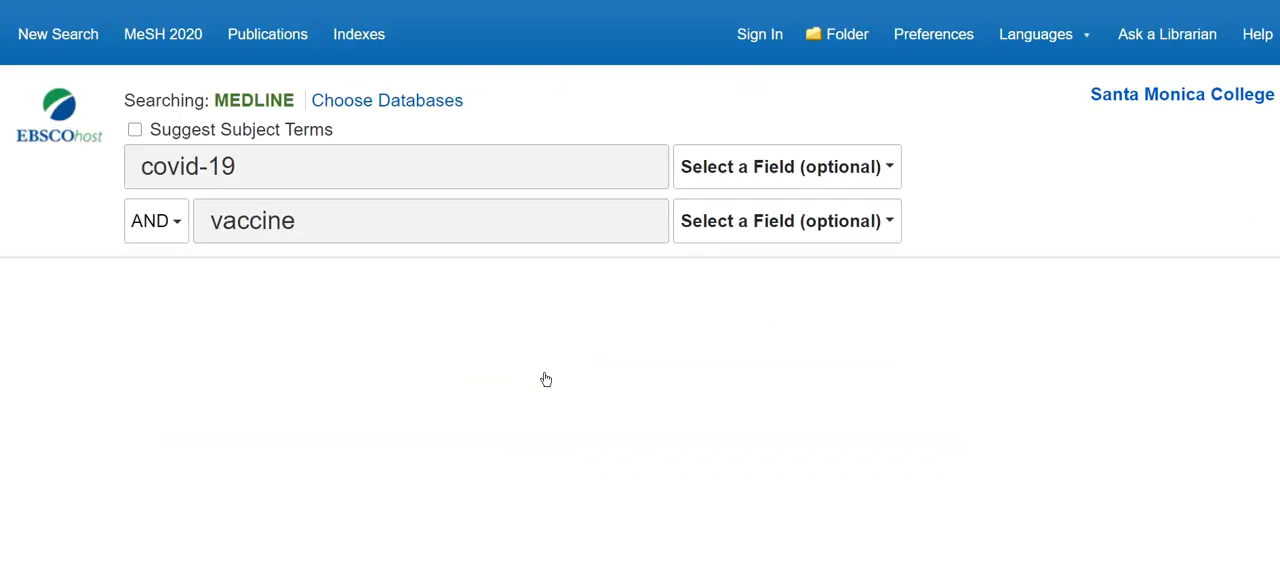 New Search MeSH 2020 Publications Indexes Sign In Folder Preferences Languages Ask a Librarian Help
Searching: MEDLINE Choose Databases Santa Monica College
EBSCOhost
Suggest Subject Terms
covid-19 Select a Field (optional)
AND vaccine Select a Field (optional)